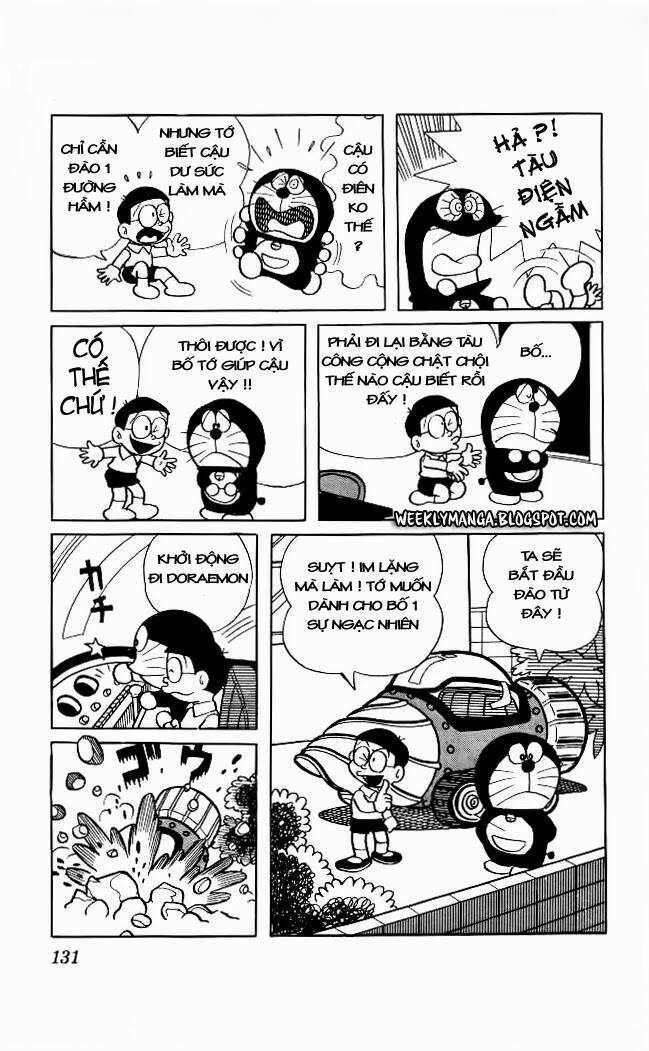 HẢ ?!
TÀU
ĐIỆN
NGẦM
CẬU
CÓ
ĐIÊN
KO
THẾ
?
NHƯNG TỚ
BIẾT CẬU
DƯ SỨC
LÀM MÀ
CHỈ CẦN
ĐÀO 1
ĐƯỜNG
HẦM !
BỐ...
PHẢI ĐI LẠI BẰNG TÀU
CÔNG CỘNG CHẬT CHỘI
THẾ NÀO CẬU BIẾT RỒI
ĐẤY !
WEEKLYMANGA.BLOGSPOT.COM
THÔI ĐƯỢC ! VÌ
BỐ TỚ GIÚP CẬU
VẬY !!
CÓ
THẾ
CHỨ !
TA SẼ
BẮT ĐẦU
ĐÀO TỪ
ĐÂY !
SUỴT ! IM LẶNG
MÀ LÀM ! TỚ MUỐN
DÀNH CHO BỐ 1
SỰ NGẠC NHIÊN
KHỞI ĐỘNG
ĐI DORAEMON
カチ
ゴゥ
131